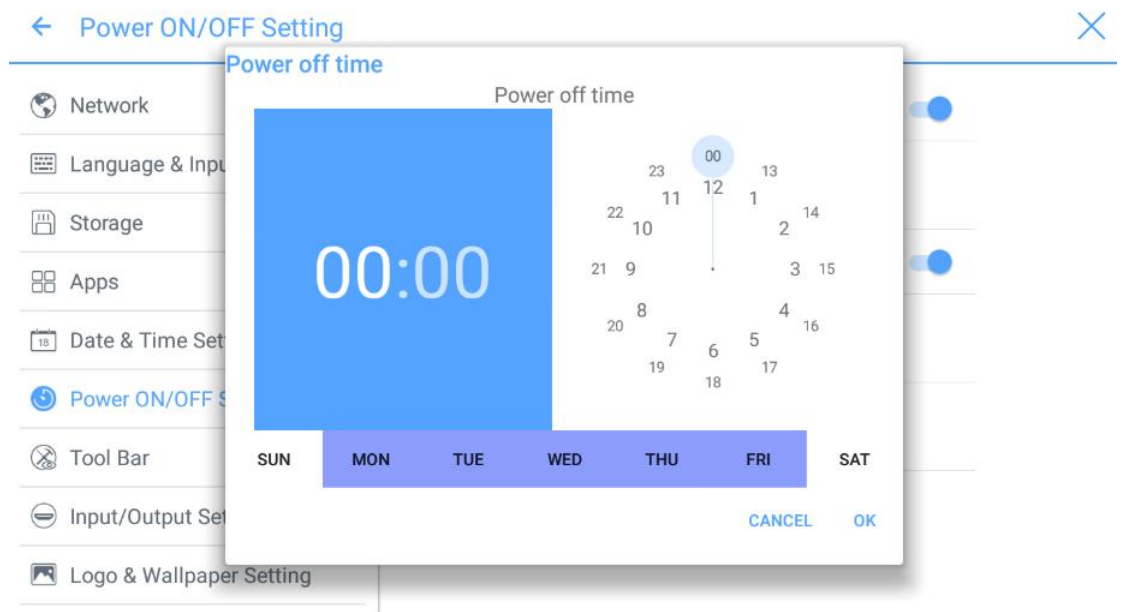 Power ON/OFF Setting
Power off time
Power off time
Network
Language & Inpu
Storage
Apps
Date & Time Set
Power ON/OFF S
Tool Bar
Input/Output Set
Logo & Wallpaper Setting
18
00:00
00
23
13
12
11
1
22
14
10
2
21
9
3
15
8
4
20
16
7
5
6
19
17
18
SUN MON TUE WED THU FRI SAT
CANCEL OK